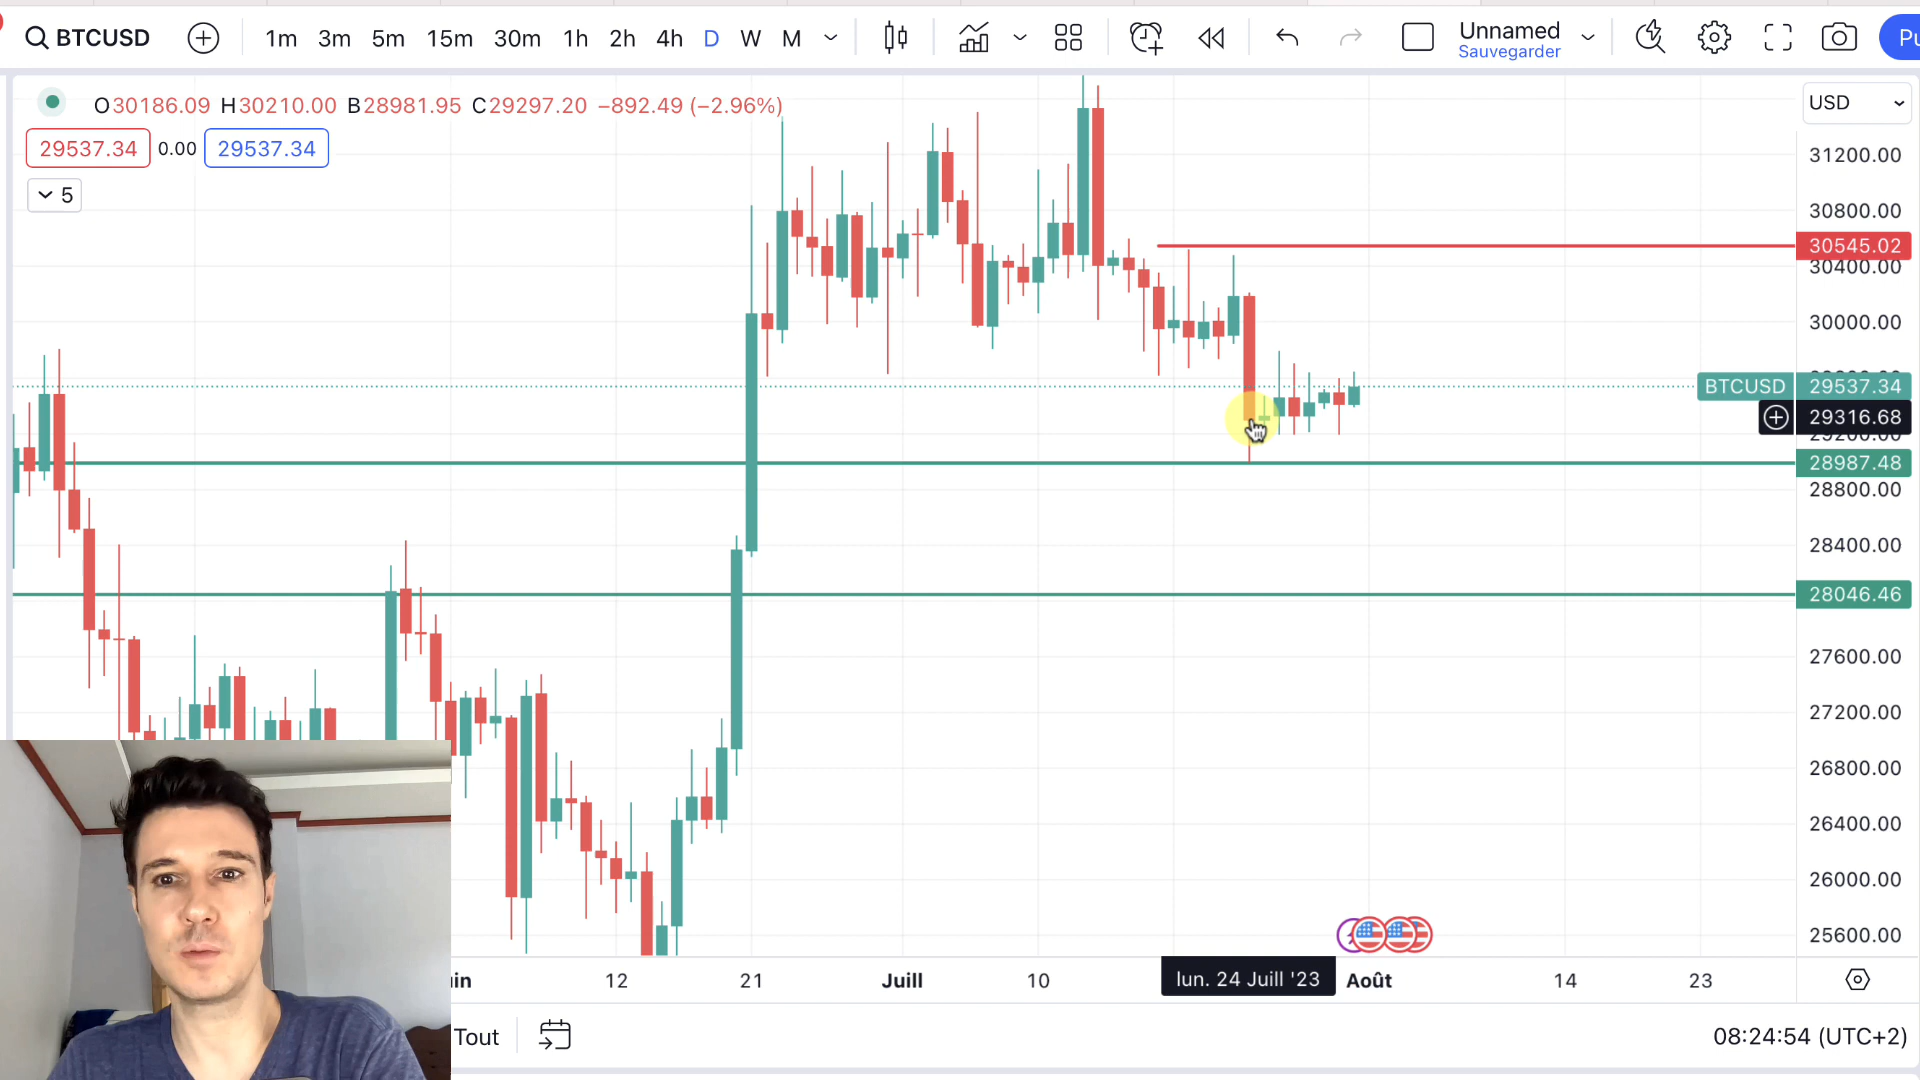 BTCUSD 1m 3m 5m 15m 30m 1h 2h 4h D W M Unnamed
Sauvegarder
O30186.09 H30210.00 B28981.95 C29297.20 −892.49 (−2.96%)
USD
29537.34 0.00 29537.34
31200.00
5
30800.00
30545.02
30400.00
30000.00
BTCUSD 29537.34
29316.68
29200.00
28987.48
28800.00
28400.00
28046.46
27600.00
27200.00
26800.00
26400.00
26000.00
25600.00
12 21 Juill 10 lun. 24 Juill '23 Août 14 23
Tout 08:24:54 (UTC+2)